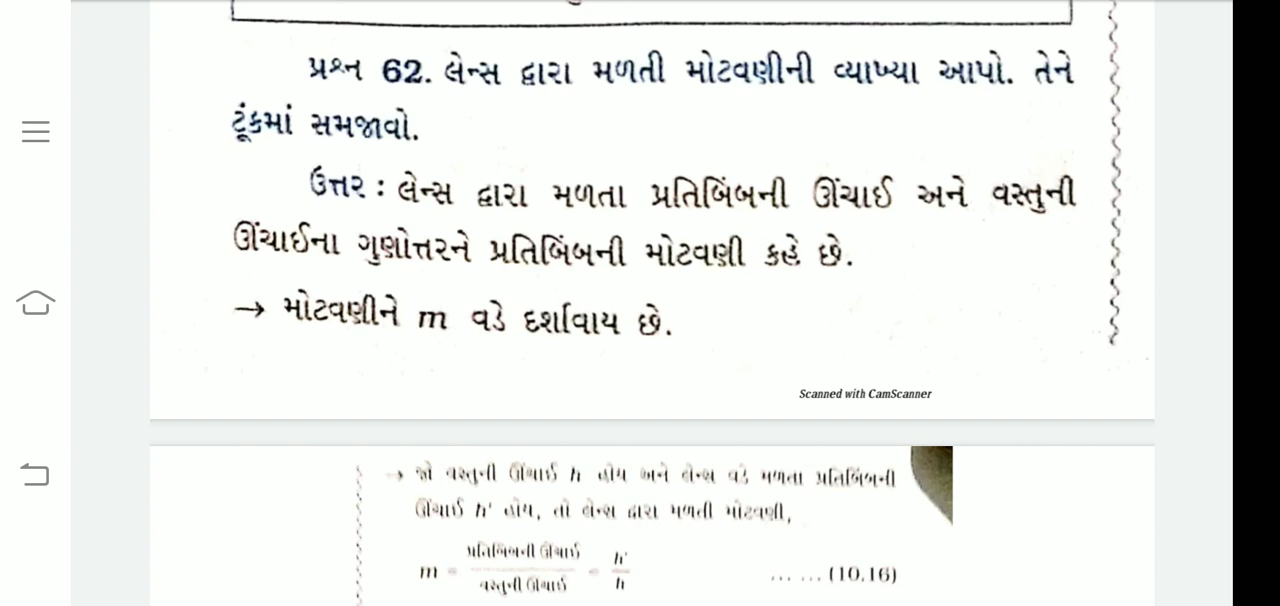 પ્રશ્ન 62. લેન્સ દ્વારા મળતી મોટવણીની વ્યાખ્યા આપો. તેને
ટૂંકમાં સમજાવો.
ઉત્તર : લેન્સ દ્વારા મળતા પ્રતિબિંબની ઊંચાઈ અને વસ્તુની
ઊંચાઈના ગુણોત્તરને પ્રતિબિંબની મોટવણી કહે છે.
→ મોટવણીને m વડે દર્શાવાય છે.
Scanned with CamScanner
→ જો વસ્તુની ઊંચાઈ h હોય અને લેન્સ વડે મળતા પ્રતિબિંબની
ઊંચાઈ h' હોય, તો લેન્સ દ્વારા મળતી મોટવણી,
m = પ્રતિબિંબની ઊંચાઈ / વસ્તુની ઊંચાઈ = h' / h ... ... (10.16)